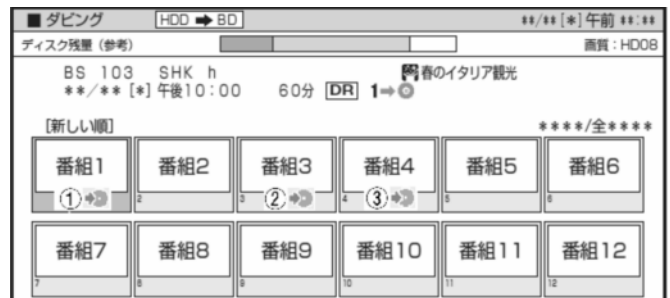 ■ ダビング HDD ➡ BD **/**[*]午前 **:**
ディスク残量(参考) 画質:HD08
BS 103 SHK h 春のイタリア観光
**/**[*]午後10:00 60分 DR 1⇒
[新しい順] ****/全****
番組1 番組2 番組3 番組4 番組5 番組6
① 2 3 ② 4 ③ 5 6
番組7 番組8 番組9 番組10 番組11 番組12
7 8 9 10 11 12